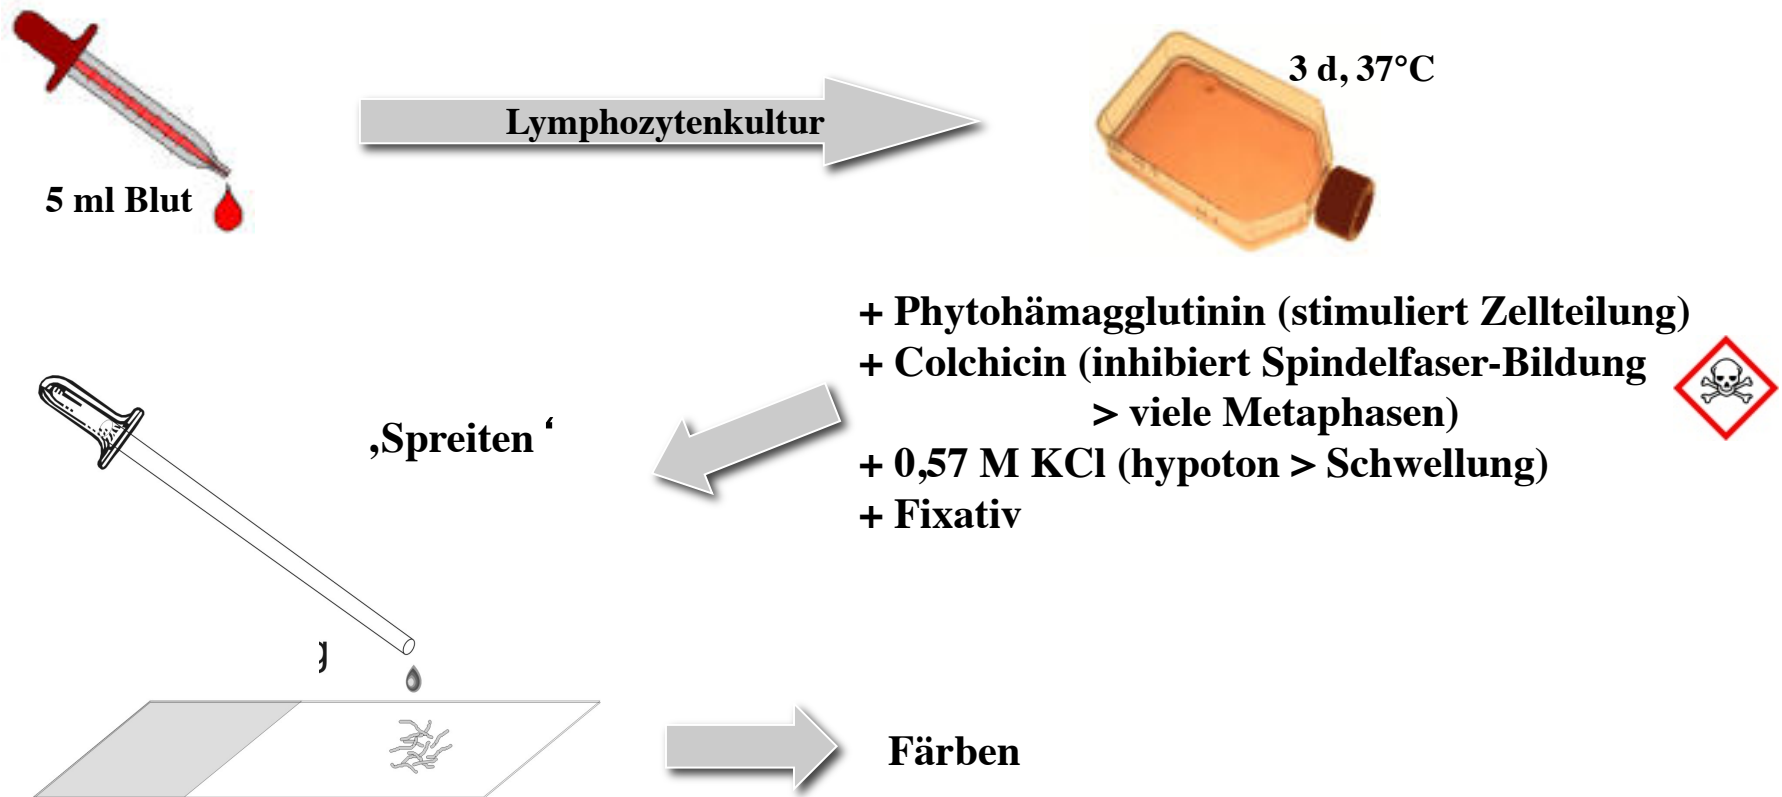 3 d, 37°C
Lymphozytenkultur
5 ml Blut
+ Phytohämagglutinin (stimuliert Zellteilung)
+ Colchicin (inhibiert Spindelfaser-Bildung
> viele Metaphasen)
‚Spreiten ‘
+ 0,57 M KCl (hypoton > Schwellung)
+ Fixativ
g
Färben